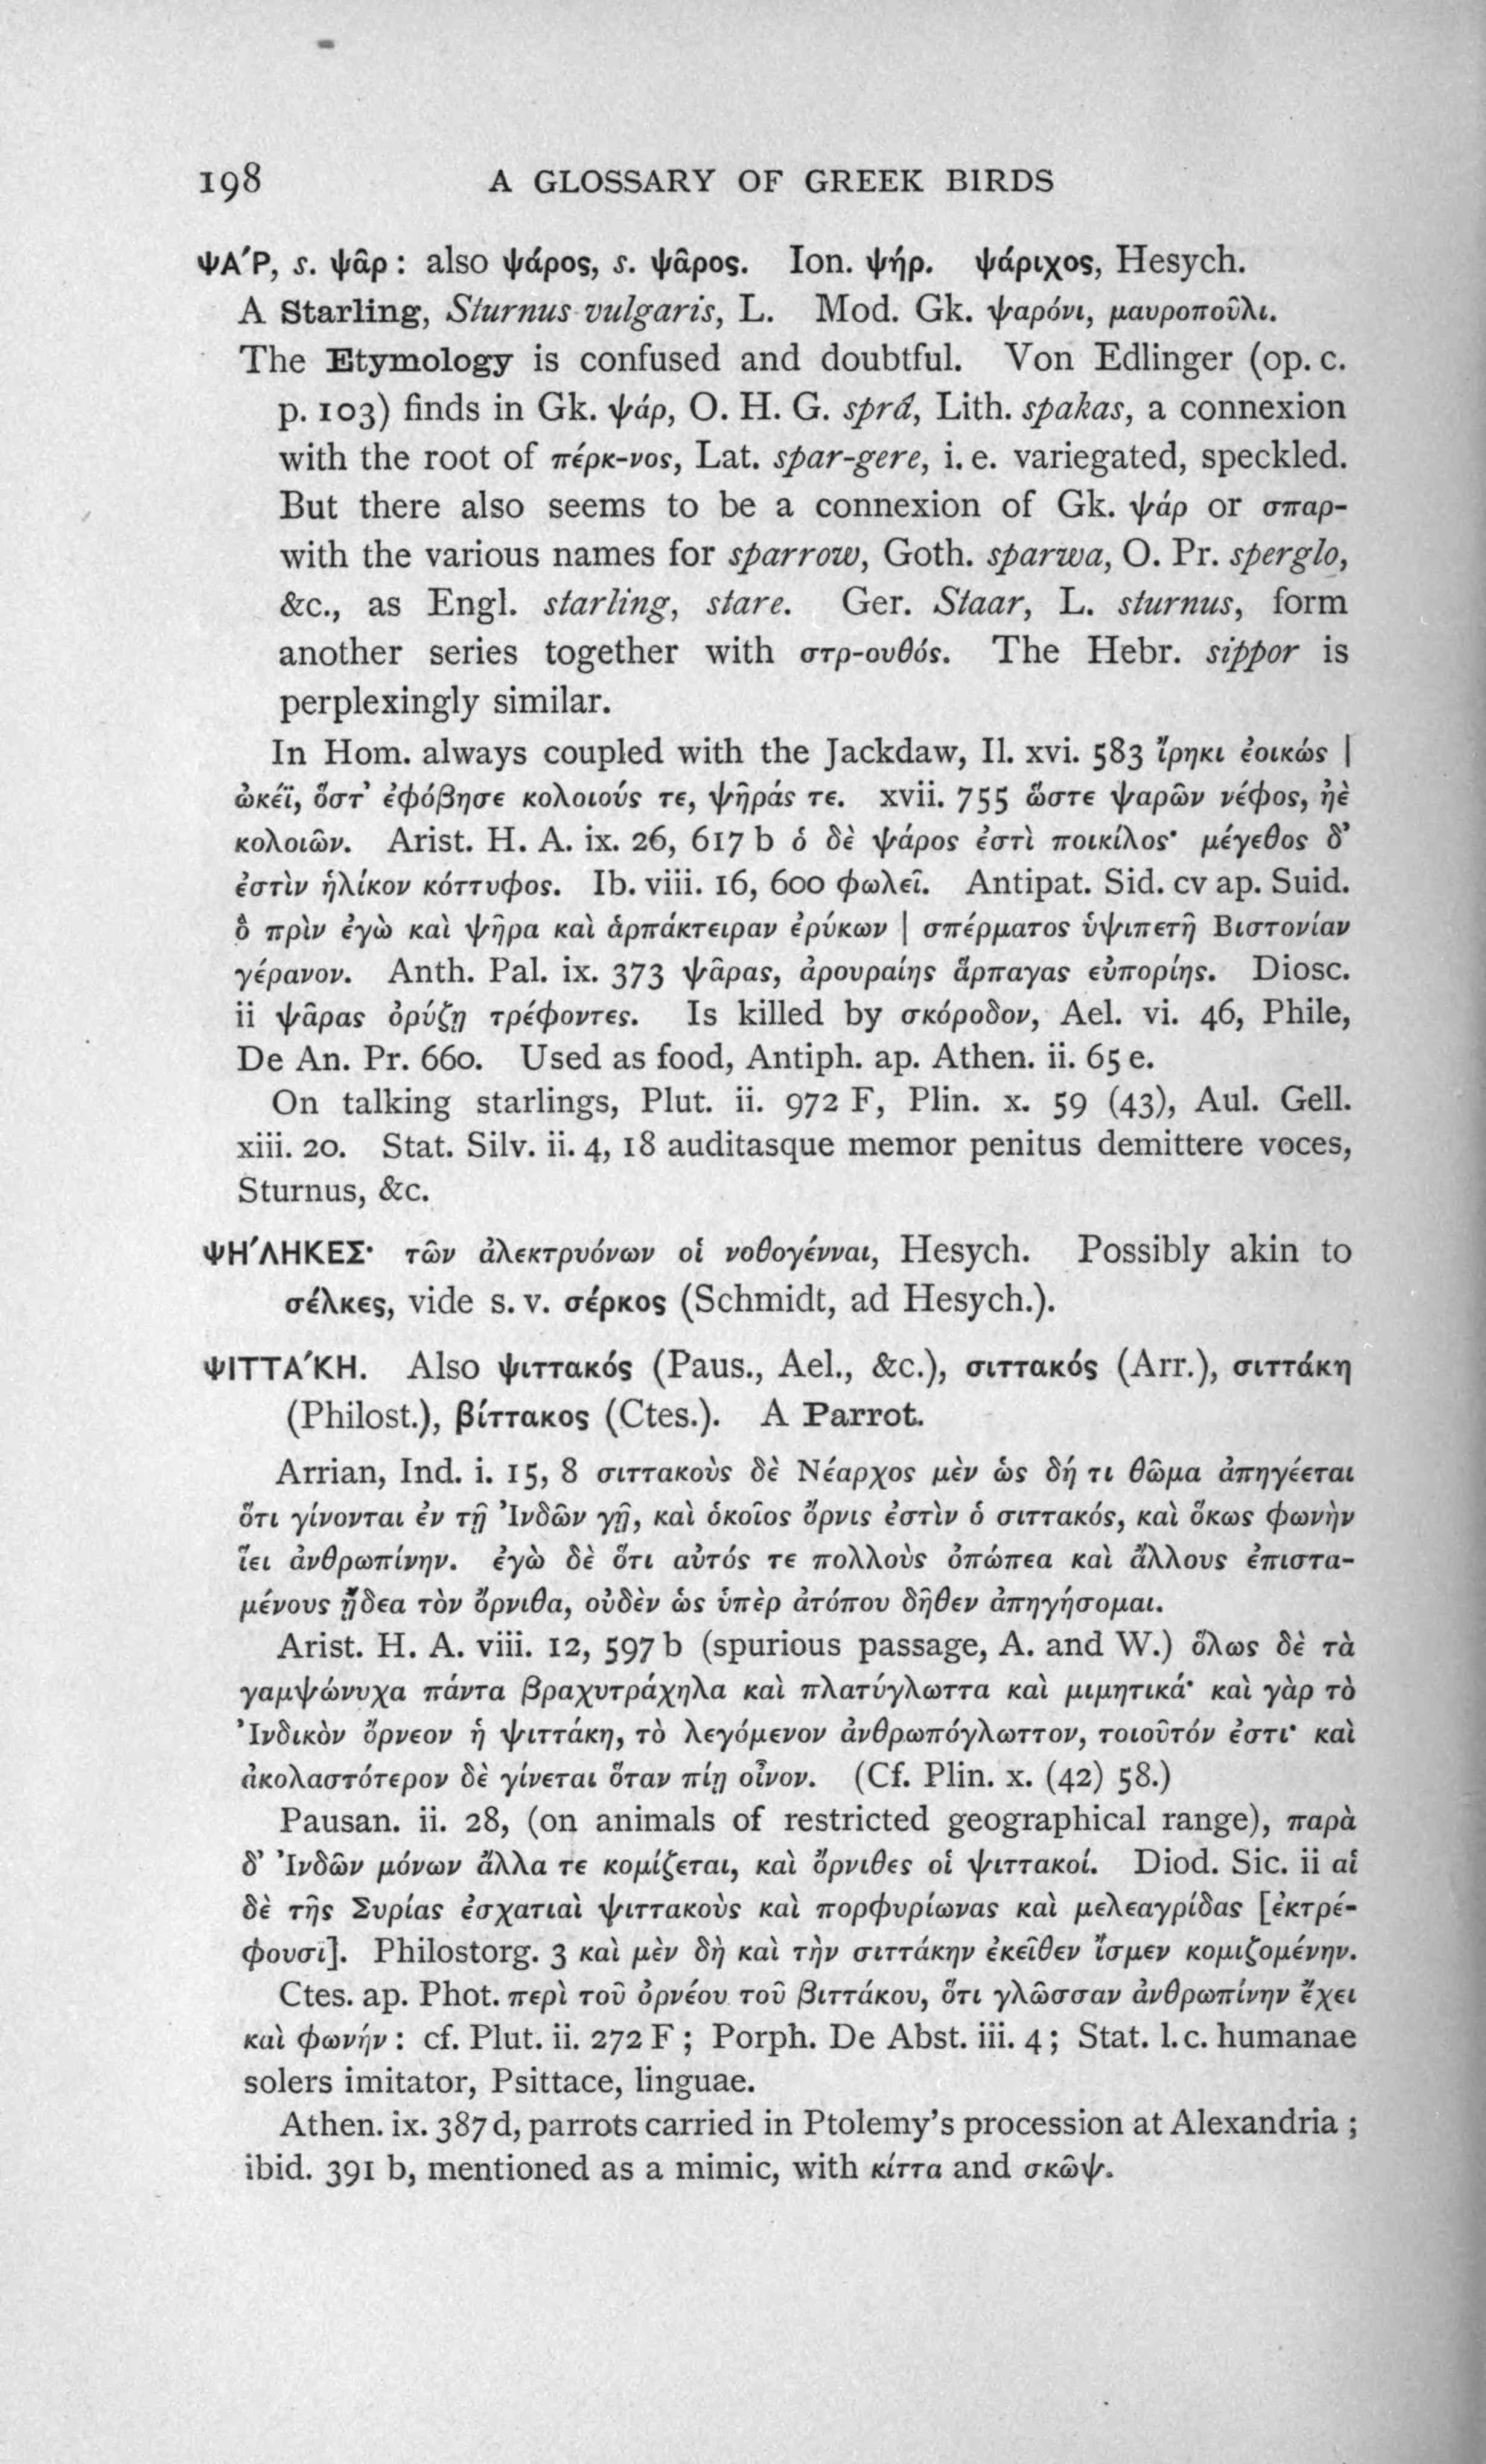 198 A GLOSSARY OF GREEK BIRDS
ΨΑ´Ρ, s. ψᾶρ : also ψάρος, s. ψᾶρος. Ion. ψήρ. ψάριχος, Hesych.
A Starling, Sturnus vulgaris, L. Mod. Gk. ψαρόνι, μαυροποῦλι.
The Etymology is confused and doubtful. Von Edlinger (op. c.
p. 103) finds in Gk. ψάρ, O. H. G. sprâ, Lith. spakas, a connexion
with the root of πέρκ-νος, Lat. spar-gere, i. e. variegated, speckled.
But there also seems to be a connexion of Gk. ψάρ or σπαρ-
with the various names for sparrow, Goth. sparwa, O. Pr. sperglo,
&c., as Engl. starling, stare. Ger. Staar, L. sturnus, form
another series together with στρ-ουθός. The Hebr. sippor is
perplexingly similar.
In Hom. always coupled with the Jackdaw, Il. xvi. 583 ἴρηκι ἐοικώς |
ὠκέϊ, ὅστ’ ἐφόβησε κολοιούς τε, ψῆράς τε. xvii. 755 ὥστε ψαρῶν νέφος, ἠὲ
κολοιῶν. Arist. H. A. ix. 26, 617 b ὁ δὲ ψάρος ἐστὶ ποικίλος· μέγεθος δ’
ἐστὶν ἡλίκον κόττυφος. Ib. viii. 16, 600 φωλεῖ. Antipat. Sid. cv ap. Suid.
ὁ πρὶν ἐγὼ καὶ ψῆρα καὶ ἁρπάκτειραν ἐρύκων | σπέρματος ὑψιπετῆ Βιστονίαν
γέρανον. Anth. Pal. ix. 373 ψᾶρας, ἀρουραίης ἅρπαγας εὐπορίης. Diosc.
ii ψᾶρας ὀρύζῃ τρέφοντες. Is killed by σκόροδον, Ael. vi. 46, Phile,
De An. Pr. 660. Used as food, Antiph. ap. Athen. ii. 65 e.
On talking starlings, Plut. ii. 972 F, Plin. x. 59 (43), Aul. Gell.
xiii. 20. Stat. Silv. ii. 4, 18 auditasque memor penitus demittere voces,
Sturnus, &c.
ΨΗ´ΛΗΚΕΣ· τῶν ἀλεκτρυόνων οἱ νοθογένναι, Hesych. Possibly akin to
σέλκες, vide s. v. σέρκος (Schmidt, ad Hesych.).
ΨΙΤΤΑ´ΚΗ. Also ψιττακός (Paus., Ael., &c.), σιττακός (Arr.), σιττάκη
(Philost.), βίττακος (Ctes.). A Parrot.
Arrian, Ind. i. 15, 8 σιττακοὺς δὲ Νέαρχος μὲν ὡς δή τι θῶμα ἀπηγέεται
ὅτι γίνονται ἐν τῇ Ἰνδῶν γῇ, καὶ ὁκοῖος ὄρνις ἐστὶν ὁ σιττακός, καὶ ὅκως φωνὴν
ἵει ἀνθρωπίνην. ἐγὼ δὲ ὅτι αὐτός τε πολλοὺς ὀπώπεα καὶ ἄλλους ἐπιστα-
μένους ᾔδεα τὸν ὄρνιθα, οὐδὲν ὡς ὑπὲρ ἀτόπου δῆθεν ἀπηγήσομαι.
Arist. H. A. viii. 12, 597 b (spurious passage, A. and W.) ὅλως δὲ τὰ
γαμψώνυχα πάντα βραχυτράχηλα καὶ πλατύγλωττα καὶ μιμητικά· καὶ γὰρ τὸ
Ἰνδικὸν ὄρνεον ἡ ψιττάκη, τὸ λεγόμενον ἀνθρωπόγλωττον, τοιοῦτόν ἐστι· καὶ
ἀκολαστότερον δὲ γίνεται ὅταν πίῃ οἶνον. (Cf. Plin. x. (42) 58.)
Pausan. ii. 28, (on animals of restricted geographical range), παρὰ
δ’ Ἰνδῶν μόνων ἄλλα τε κομίζεται, καὶ ὄρνιθες οἱ ψιττακοί. Diod. Sic. ii αἱ
δὲ τῆς Συρίας ἐσχατιαὶ ψιττακοὺς καὶ πορφυρίωνας καὶ μελεαγρίδας [ἐκτρέ-
φουσι]. Philostorg. 3 καὶ μὲν δὴ καὶ τὴν σιττάκην ἐκεῖθεν ἴσμεν κομιζομένην.
Ctes. ap. Phot. περὶ τοῦ ὀρνέου τοῦ βιττάκου, ὅτι γλῶσσαν ἀνθρωπίνην ἔχει
καὶ φωνήν : cf. Plut. ii. 272 F ; Porph. De Abst. iii. 4 ; Stat. l. c. humanae
solers imitator, Psittace, linguae.
Athen. ix. 387 d, parrots carried in Ptolemy’s procession at Alexandria ;
ibid. 391 b, mentioned as a mimic, with κίττα and σκῶψ.